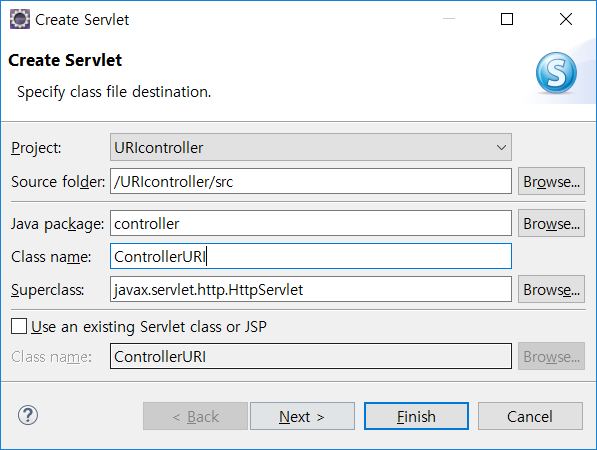 Create Servlet
Create Servlet
Specify class file destination.
Project: URIcontroller
Source folder: /URIcontroller/src Browse...
Java package: controller Browse...
Class name: ControllerURI
Superclass: javax.servlet.http.HttpServlet Browse...
Use an existing Servlet class or JSP
Class name: ControllerURI Browse...
? < Back Next > Finish Cancel